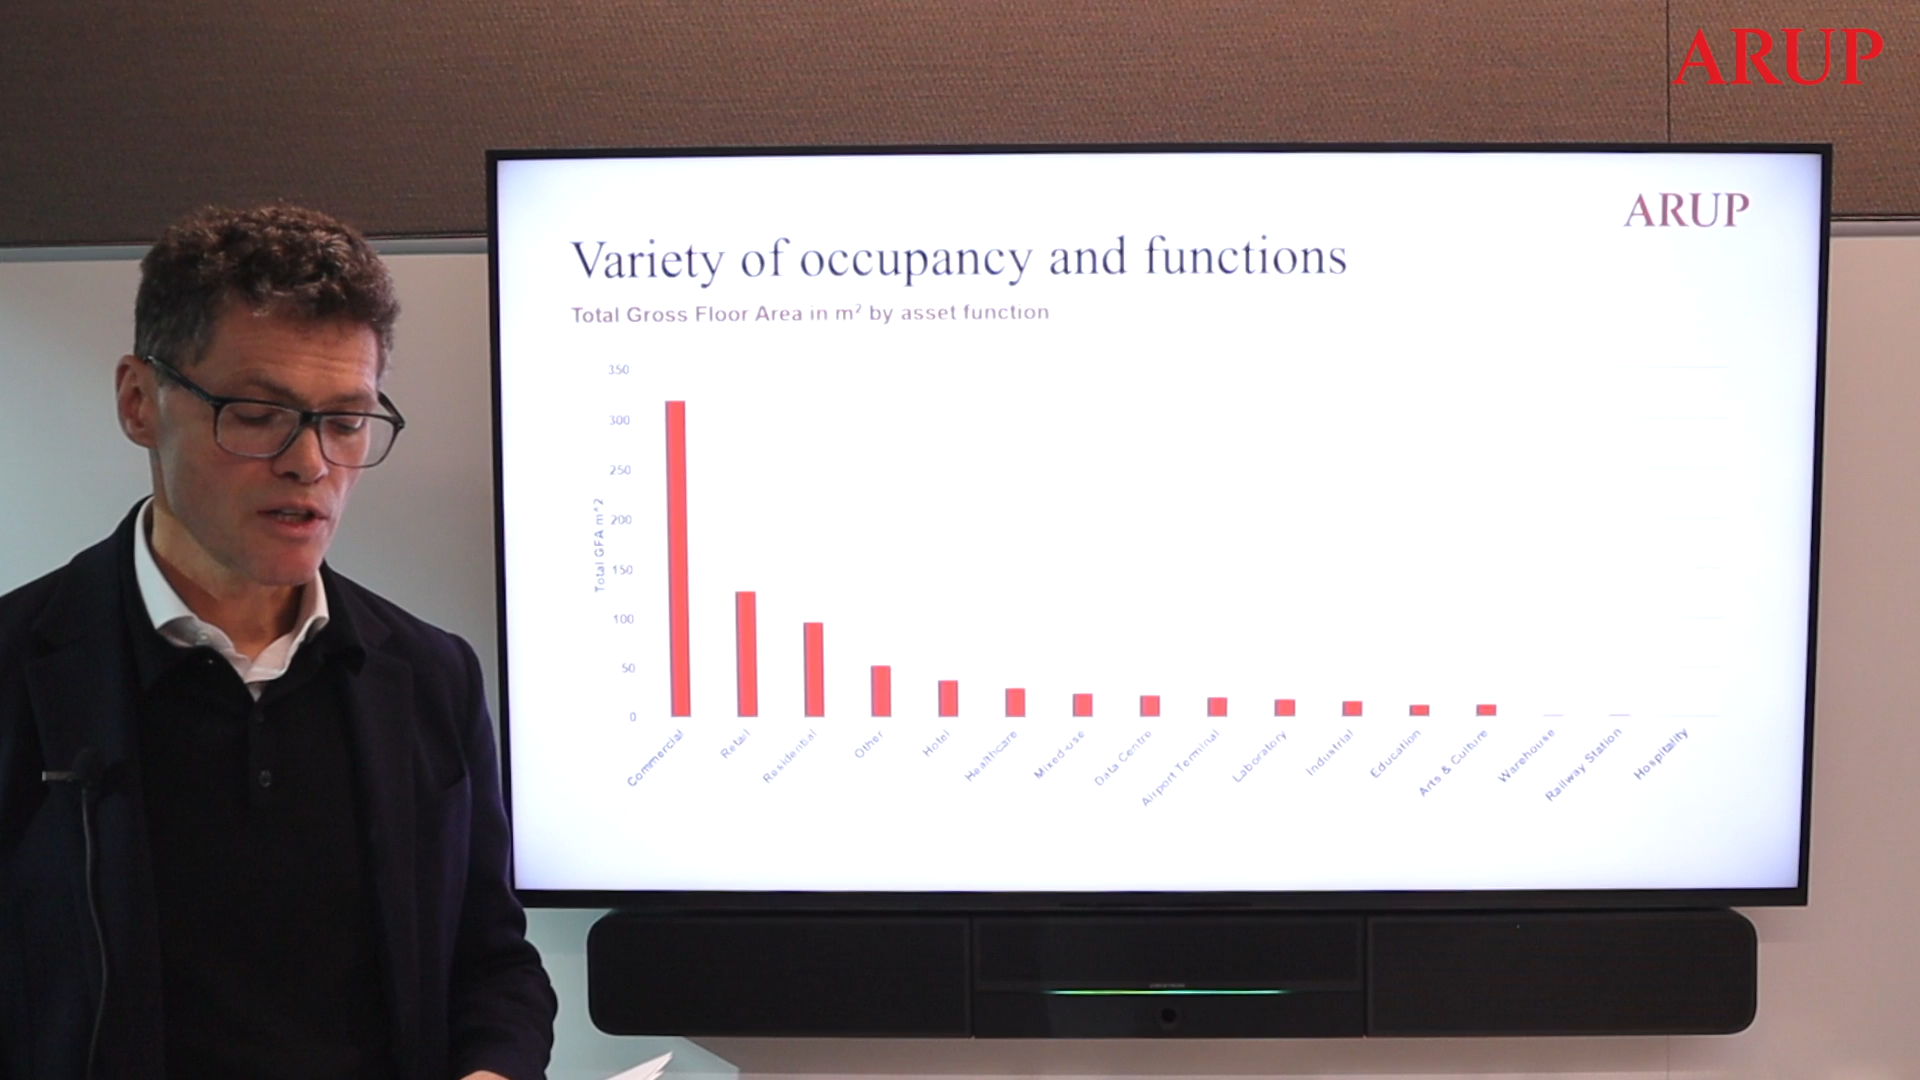 ARUP
ARUP
Variety of occupancy and functions
Total Gross Floor Area in m² by asset function
350
300
250
200
150
100
50
0
Total GFA m^2
Commercial
Retail
Residential
Other
Hotel
Healthcare
Mixed-use
Data Centre
Airport Terminal
Laboratory
Industrial
Education
Arts & Culture
Warehouse
Railway Station
Hospitality